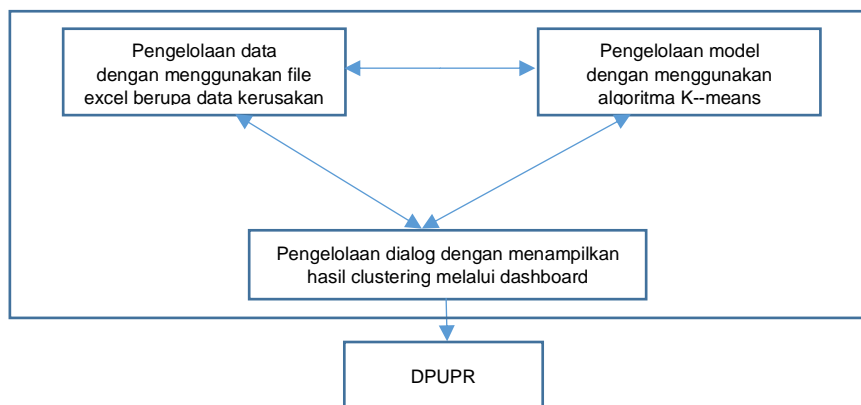 Pengelolaan data
dengan menggunakan file
excel berupa data kerusakan
Pengelolaan model
dengan menggunakan
algoritma K--means
Pengelolaan dialog dengan menampilkan
hasil clustering melalui dashboard
DPUPR